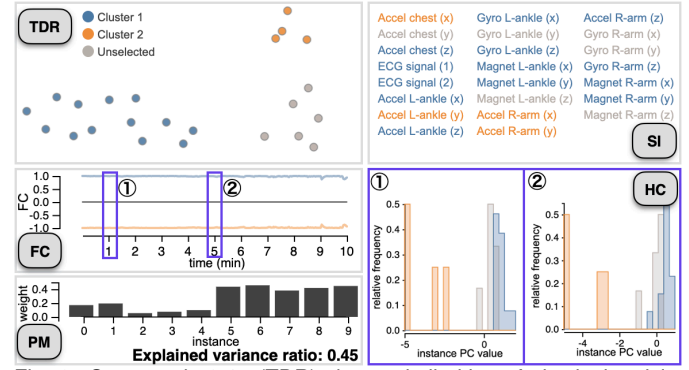 TDR
Cluster 1
Cluster 2
Unselected
Accel chest (x)
Accel chest (y)
Accel chest (z)
ECG signal (1)
ECG signal (2)
Accel L-ankle (x)
Accel L-ankle (y)
Accel L-ankle (z)
Gyro L-ankle (x)
Gyro L-ankle (y)
Gyro L-ankle (z)
Magnet L-ankle (x)
Magnet L-ankle (y)
Magnet L-ankle (z)
Accel R-arm (x)
Accel R-arm (y)
Accel R-arm (z)
Gyro R-arm (x)
Gyro R-arm (y)
Gyro R-arm (z)
Magnet R-arm (x)
Magnet R-arm (y)
Magnet R-arm (z)
SI
FC
1.0
0.5
0.0
-0.5
-1.0
① ②
1 2 3 4 5 6 7 8 9 10
time (min)
FC
weight
0.4
0.2
0.0
0 1 2 3 4 5 6 7 8 9
instance
PM
Explained variance ratio: 0.45
①
relative frequency
0.5
0.4
0.3
0.2
0.1
0.0
-5 0
instance PC value
②
HC
relative frequency
0.5
0.4
0.3
0.2
0.1
0.0
-4 -2 0
instance PC value